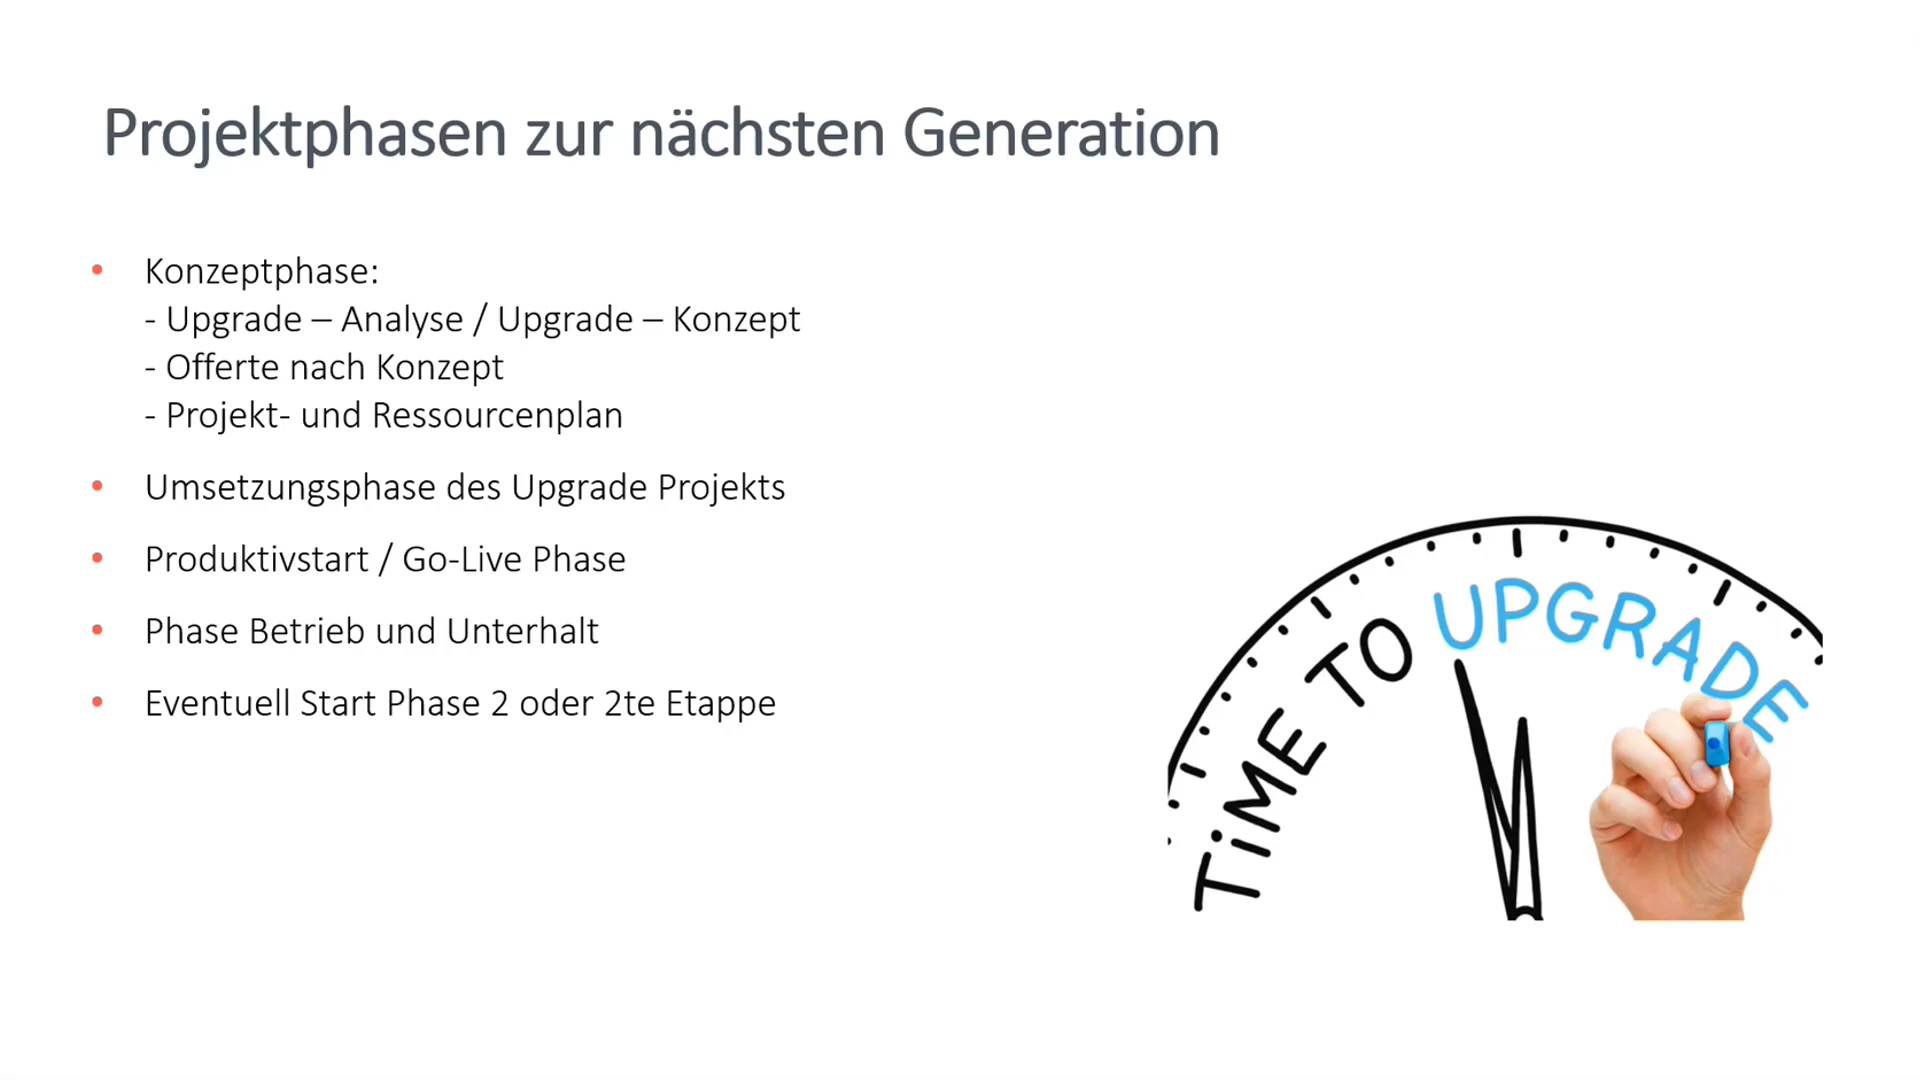 Projektphasen zur nächsten Generation
• Konzeptphase:
- Upgrade – Analyse / Upgrade – Konzept
- Offerte nach Konzept
- Projekt- und Ressourcenplan
• Umsetzungsphase des Upgrade Projekts
• Produktivstart / Go-Live Phase
• Phase Betrieb und Unterhalt
• Eventuell Start Phase 2 oder 2te Etappe
TiME TO UPGRADE